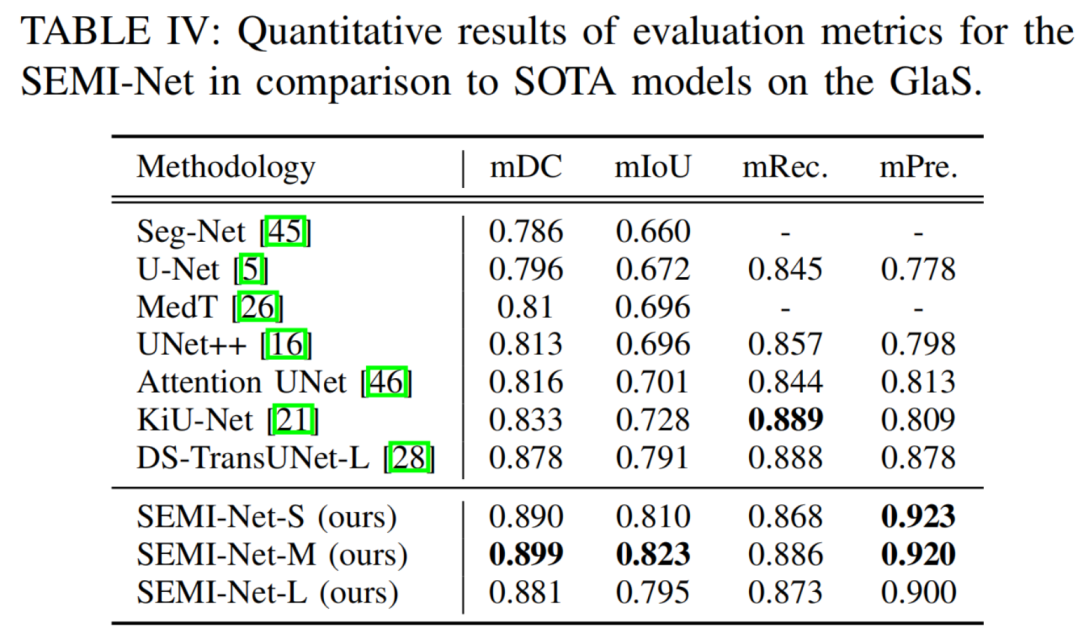 TABLE IV: Quantitative results of evaluation metrics for the
SEMI-Net in comparison to SOTA models on the GlaS.
Methodology mDC mIoU mRec. mPre.
Seg-Net [45] 0.786 0.660 - -
U-Net [5] 0.796 0.672 0.845 0.778
MedT [26] 0.81 0.696 - -
UNet++ [16] 0.813 0.696 0.857 0.798
Attention UNet [46] 0.816 0.701 0.844 0.813
KiU-Net [21] 0.833 0.728 0.889 0.809
DS-TransUNet-L [28] 0.878 0.791 0.888 0.878
SEMI-Net-S (ours) 0.890 0.810 0.868 0.923
SEMI-Net-M (ours) 0.899 0.823 0.886 0.920
SEMI-Net-L (ours) 0.881 0.795 0.873 0.900